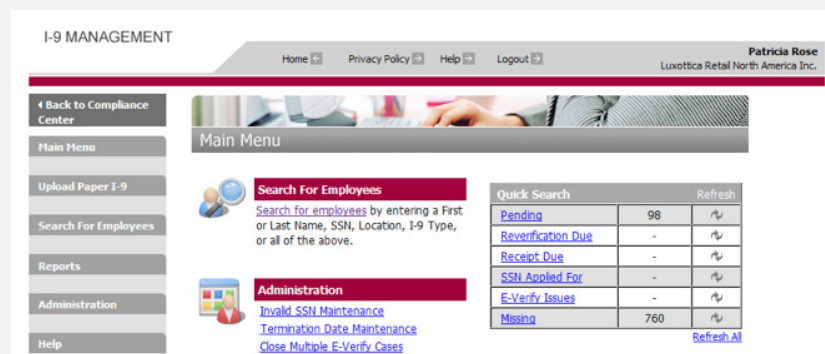 I-9 MANAGEMENT
Home
Privacy Policy
Help
Logout
Patricia Rose
Luxottica Retail North America Inc.
Back to Compliance
Center
Main Menu
Upload Paper I-9
Search For Employees
Reports
Administration
Help
Main Menu
Search For Employees
Search for employees by entering a First
or Last Name, SSN, Location, I-9 Type,
or all of the above.
Administration
Invalid SSN Maintenance
Termination Date Maintenance
Close Multiple E-Verify Cases
Quick Search Refresh
Pending 98
Reverification Due -
Receipt Due -
SSN Applied For -
E-Verify Issues -
Missing 760
Refresh All